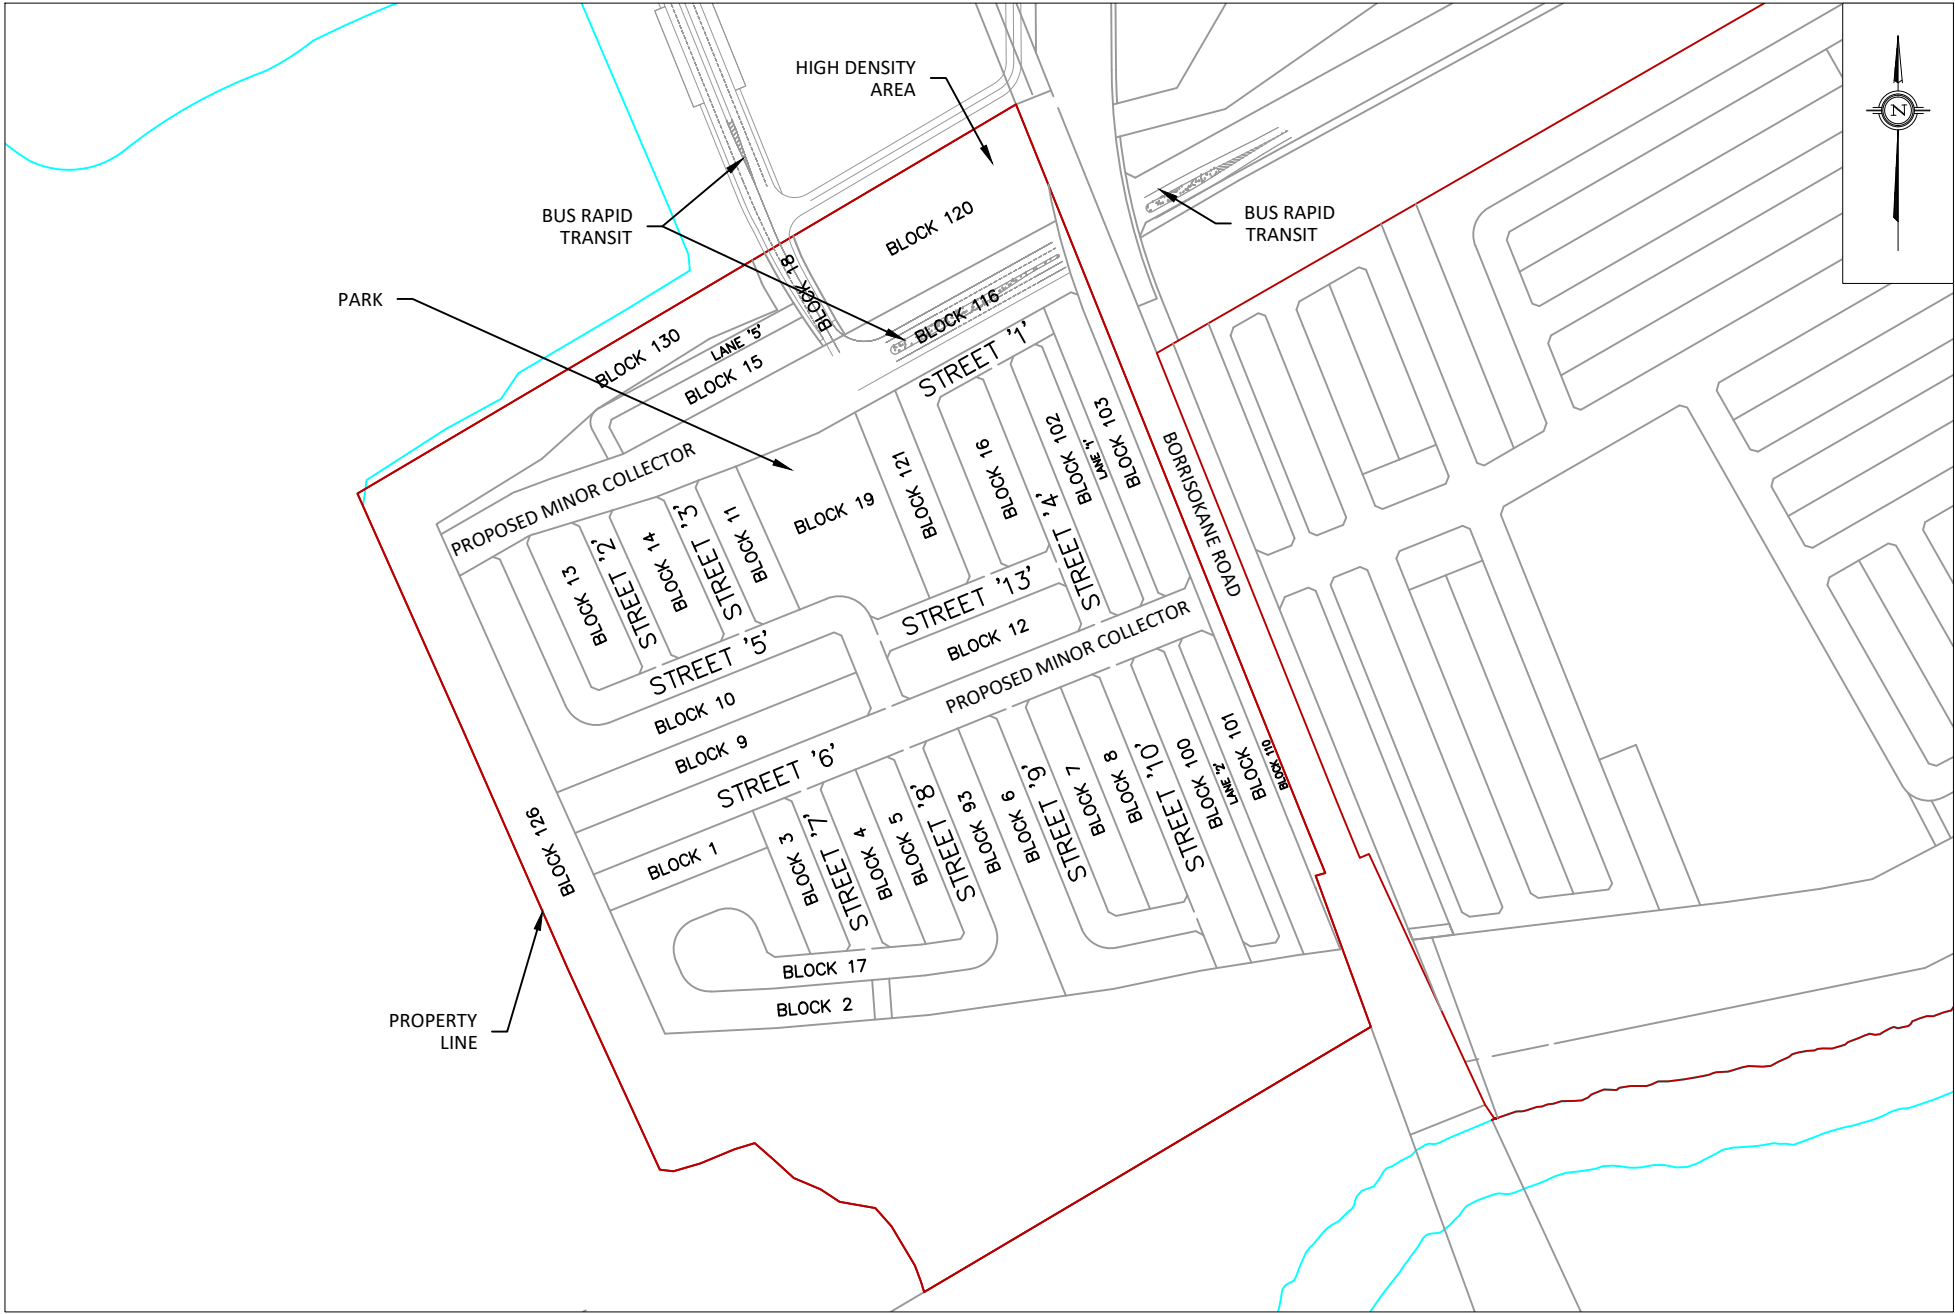 HIGH DENSITY
AREA
N
BUS RAPID
TRANSIT
BUS RAPID
TRANSIT
BLOCK 120
BLOCK 18
PARK
BLOCK 116
BLOCK 130
LANE '5'
BLOCK 15
STREET '1'
PROPOSED MINOR COLLECTOR
BLOCK 19
BLOCK 121
BLOCK 16
BLOCK 102
LANE '1'
BLOCK 103
BORRISOKANE ROAD
BLOCK 13
STREET '2'
BLOCK 14
STREET '3'
BLOCK 11
STREET '4'
STREET '13'
STREET '5'
BLOCK 12
PROPOSED MINOR COLLECTOR
BLOCK 10
BLOCK 9
STREET '6'
BLOCK 126
BLOCK 1
BLOCK 3
STREET '7'
BLOCK 4
BLOCK 5
STREET '8'
BLOCK 93
BLOCK 6
STREET '9'
BLOCK 7
BLOCK 8
STREET '10'
BLOCK 100
LANE '2'
BLOCK 101
BLOCK 110
BLOCK 17
BLOCK 2
PROPERTY
LINE